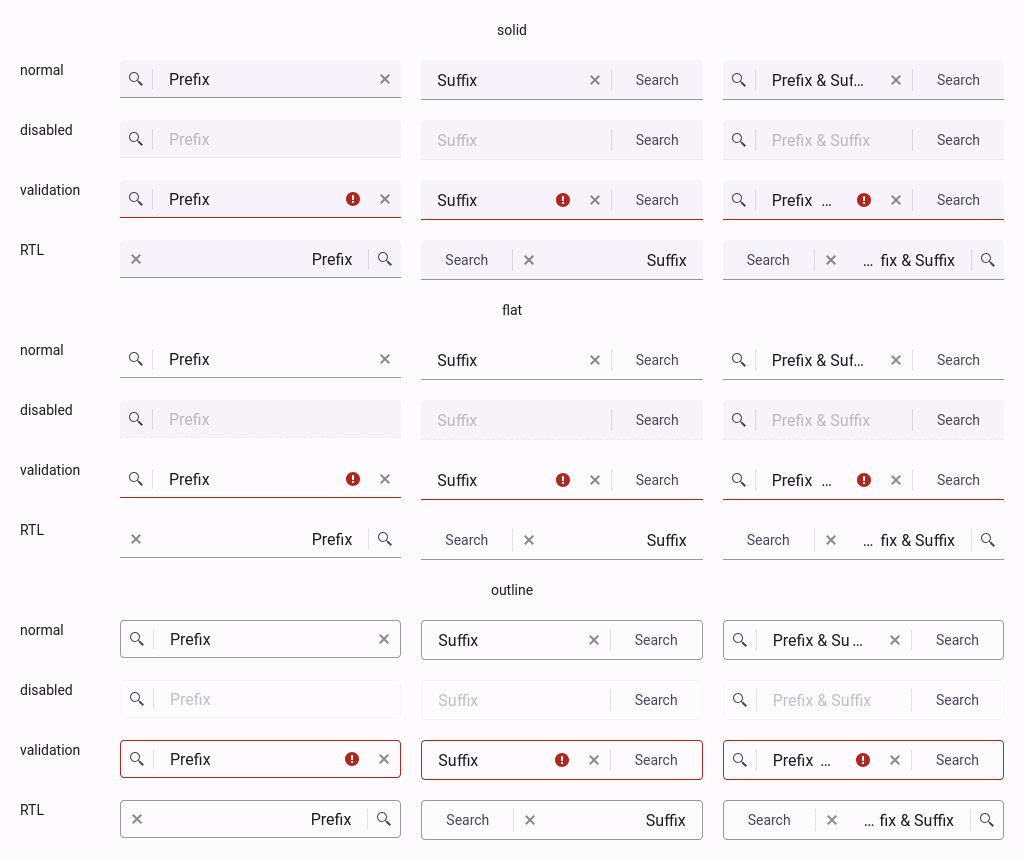 solid
normal Prefix Suffix Search Prefix & Suf… Search
disabled Prefix Suffix Search Prefix & Suffix Search
validation Prefix Suffix Search Prefix … Search
RTL Prefix Search Suffix Search … fix & Suffix
flat
normal Prefix Suffix Search Prefix & Suf… Search
disabled Prefix Suffix Search Prefix & Suffix Search
validation Prefix Suffix Search Prefix … Search
RTL Prefix Search Suffix Search … fix & Suffix
outline
normal Prefix Suffix Search Prefix & Su… Search
disabled Prefix Suffix Search Prefix & Suffix Search
validation Prefix Suffix Search Prefix … Search
RTL Prefix Search Suffix Search … fix & Suffix